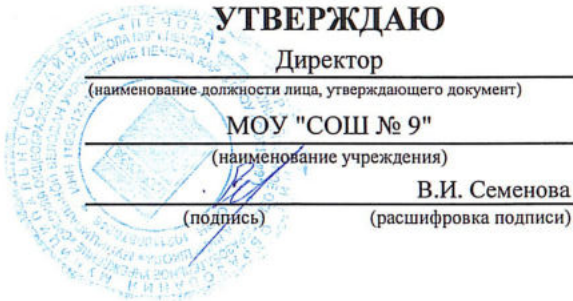 УТВЕРЖДАЮ
Директор
(наименование должности лица, утверждающего документ)
МОУ "СОШ № 9"
(наименование учреждения)
В.И. Семенова
(подпись) (расшифровка подписи)